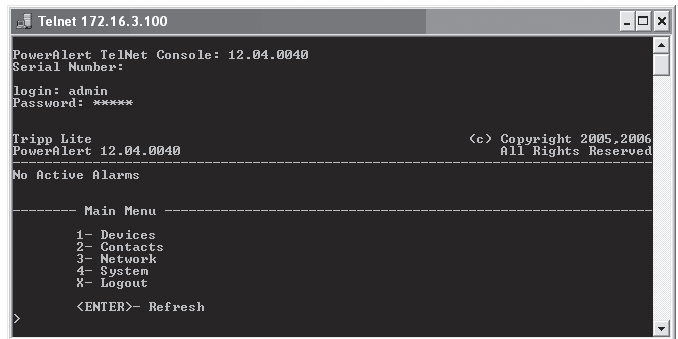 Telnet 172.16.3.100
PowerAlert TelNet Console: 12.04.0040
Serial Number:
login: admin
Password: *****
Tripp Lite (c) Copyright 2005,2006
PowerAlert 12.04.0040 All Rights Reserved
No Active Alarms
-------- Main Menu --------
1- Devices
2- Contacts
3- Network
4- System
X- Logout
<ENTER>- Refresh
>